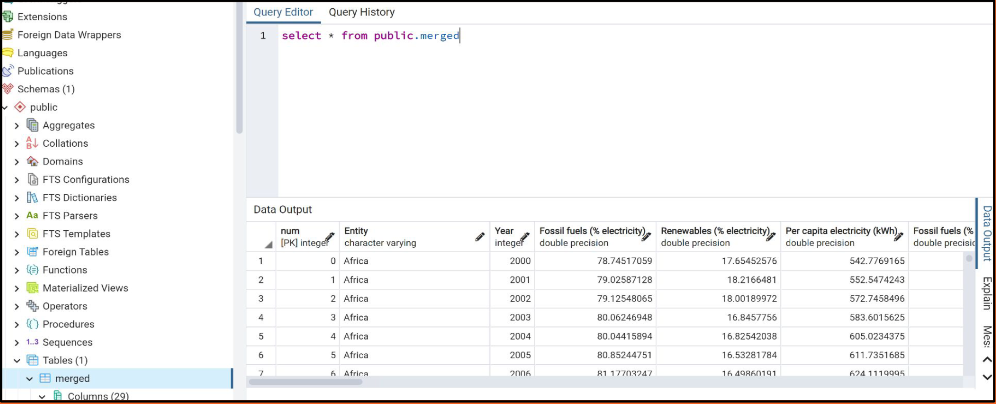 Extensions
Foreign Data Wrappers
Languages
Publications
Schemas (1)
public
Aggregates
Collations
Domains
FTS Configurations
FTS Dictionaries
Aa FTS Parsers
FTS Templates
Foreign Tables
Functions
Materialized Views
Operators
Procedures
1..3 Sequences
Tables (1)
merged
Columns (29)
Query Editor Query History
1 select * from public.merged
Data Output
num Entity Year Fossil fuels (% electricity) Renewables (% electricity) Per capita electricity (kWh) Fossil fuels (%
[PK] integer character varying integer double precision double precision double precision double precisio
1 0 Africa 2000 78.74517059 17.65452576 542.7769165
2 1 Africa 2001 79.02587128 18.2166481 552.5474243
3 2 Africa 2002 79.12548065 18.00189972 572.7458496
4 3 Africa 2003 80.06246948 16.8457756 583.6015625
5 4 Africa 2004 80.04415894 16.82542038 605.0234375
6 5 Africa 2005 80.85244751 16.53281784 611.7351685
7 6 Africa 2006 81.17703247 16.49860191 624.1119995
Data Output
Explain
Mes